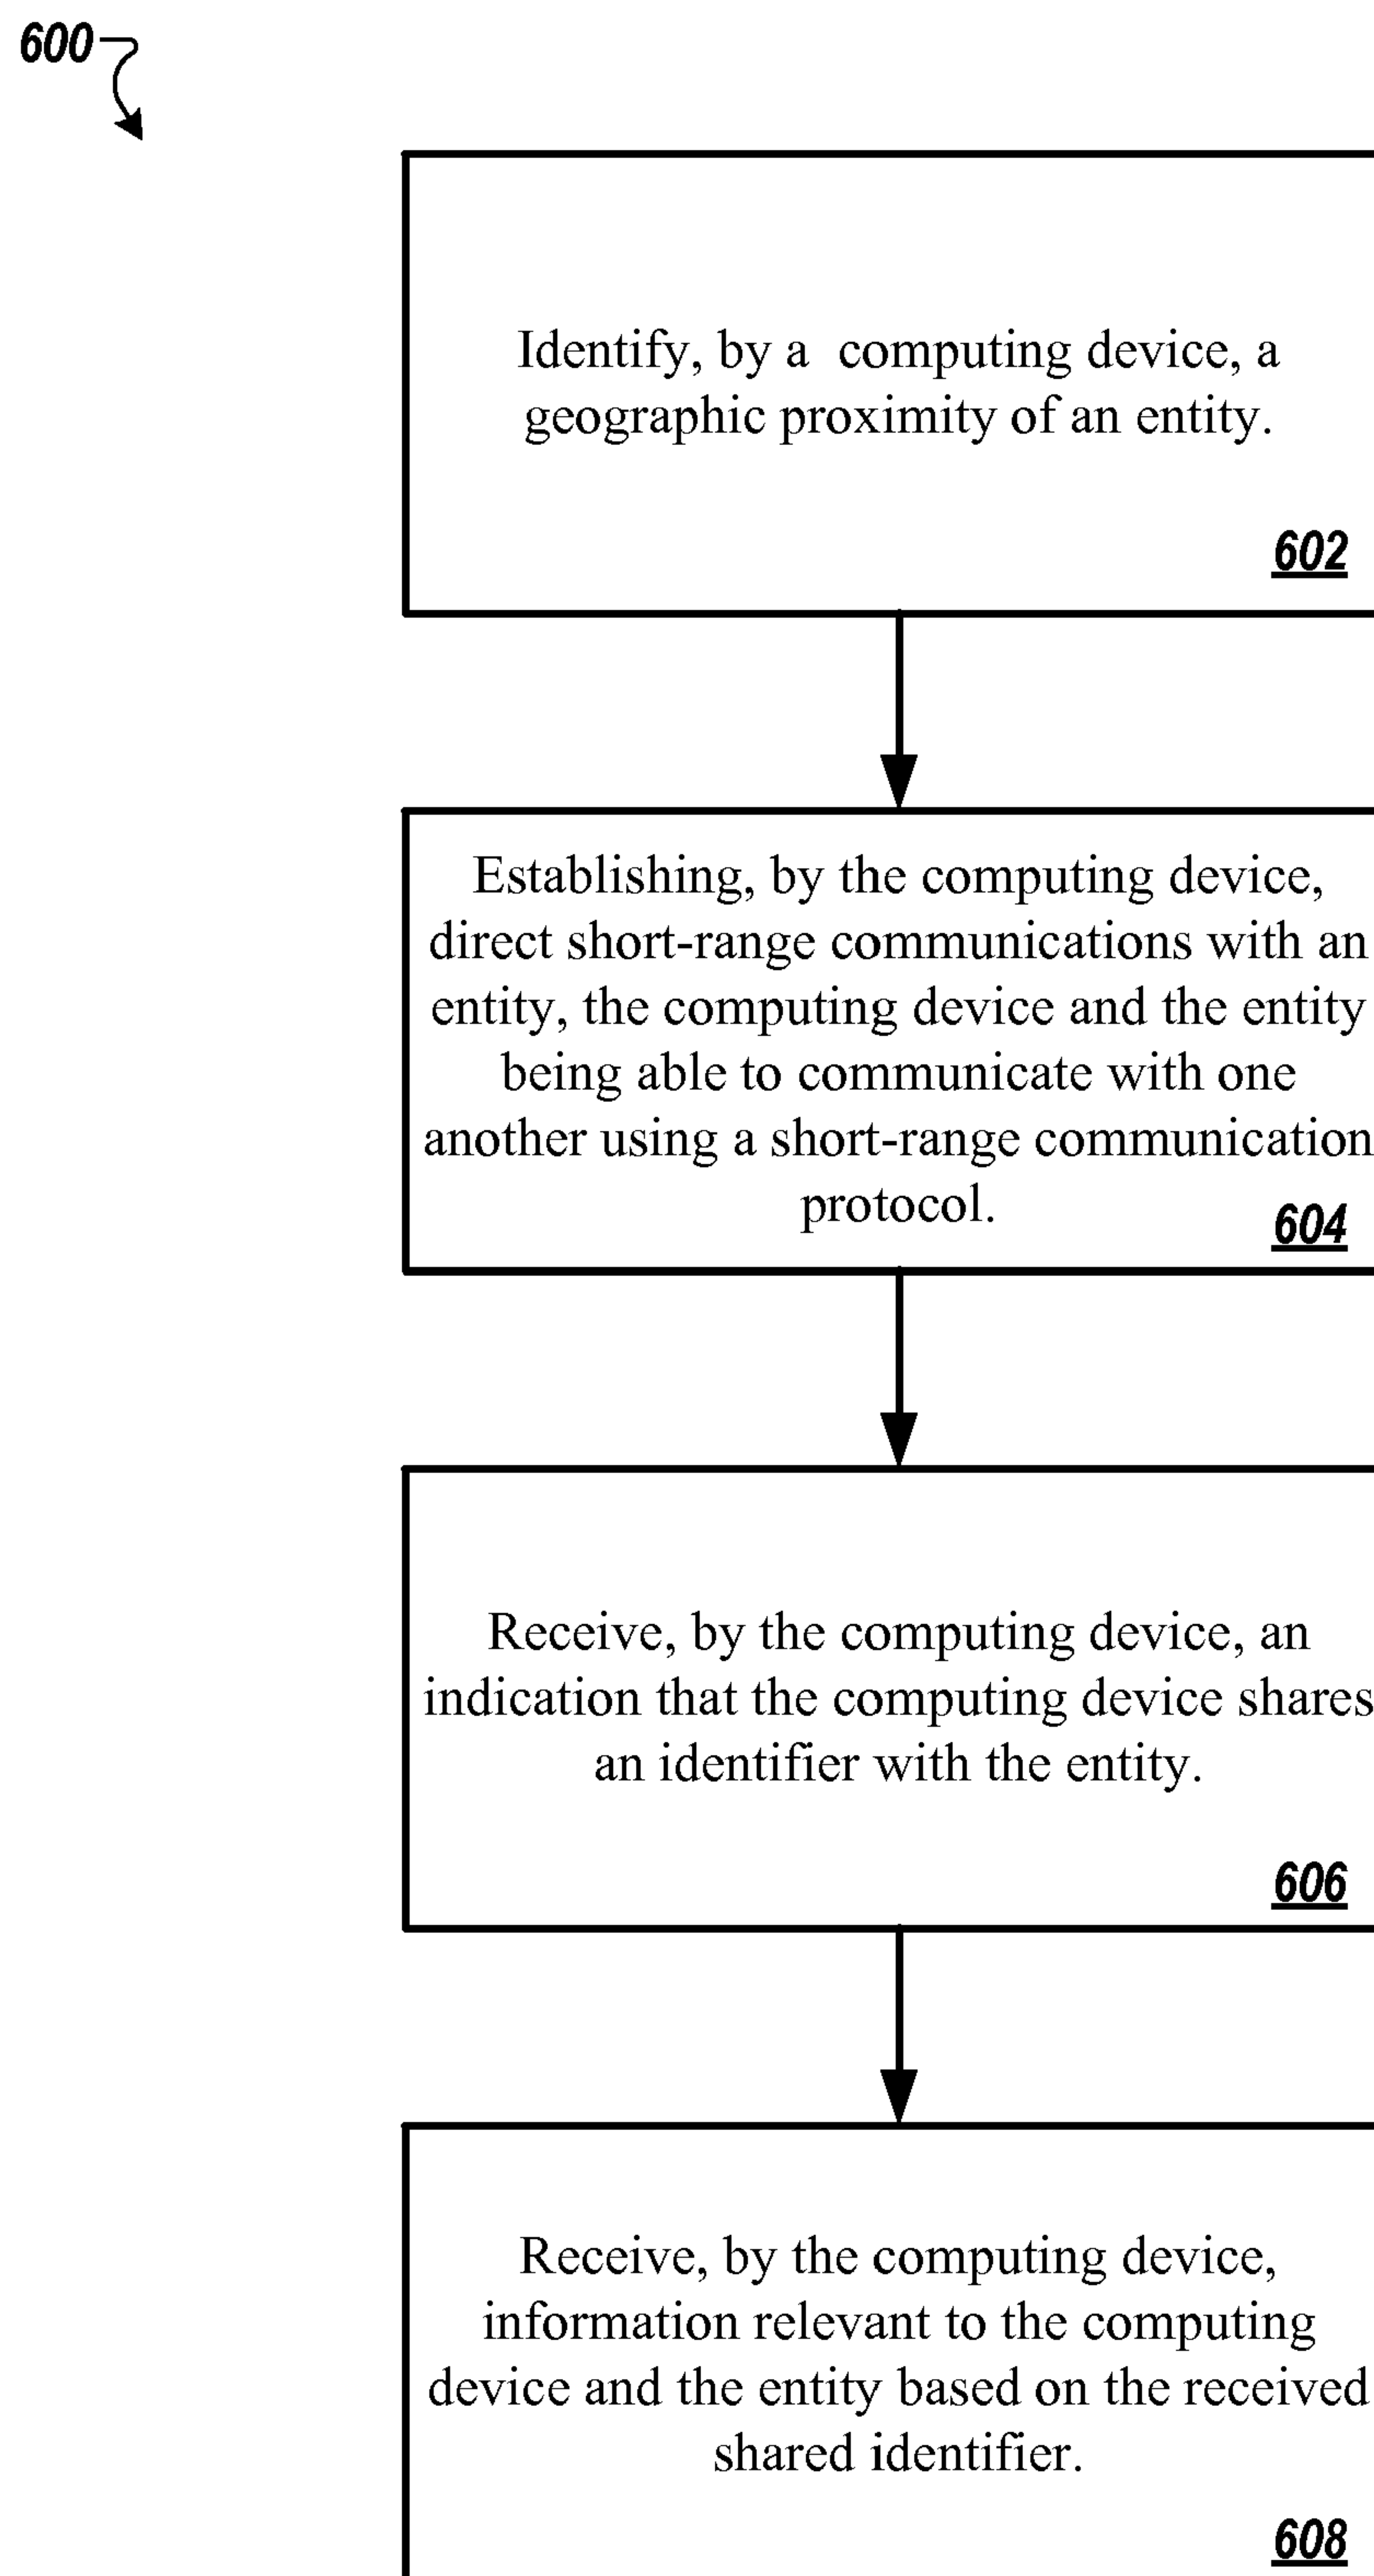 600
Identify, by a computing device, a
geographic proximity of an entity.
602
Establishing, by the computing device,
direct short-range communications with an
entity, the computing device and the entity
being able to communicate with one
another using a short-range communication
protocol.
604
Receive, by the computing device, an
indication that the computing device shares
an identifier with the entity.
606
Receive, by the computing device,
information relevant to the computing
device and the entity based on the received
shared identifier.
608